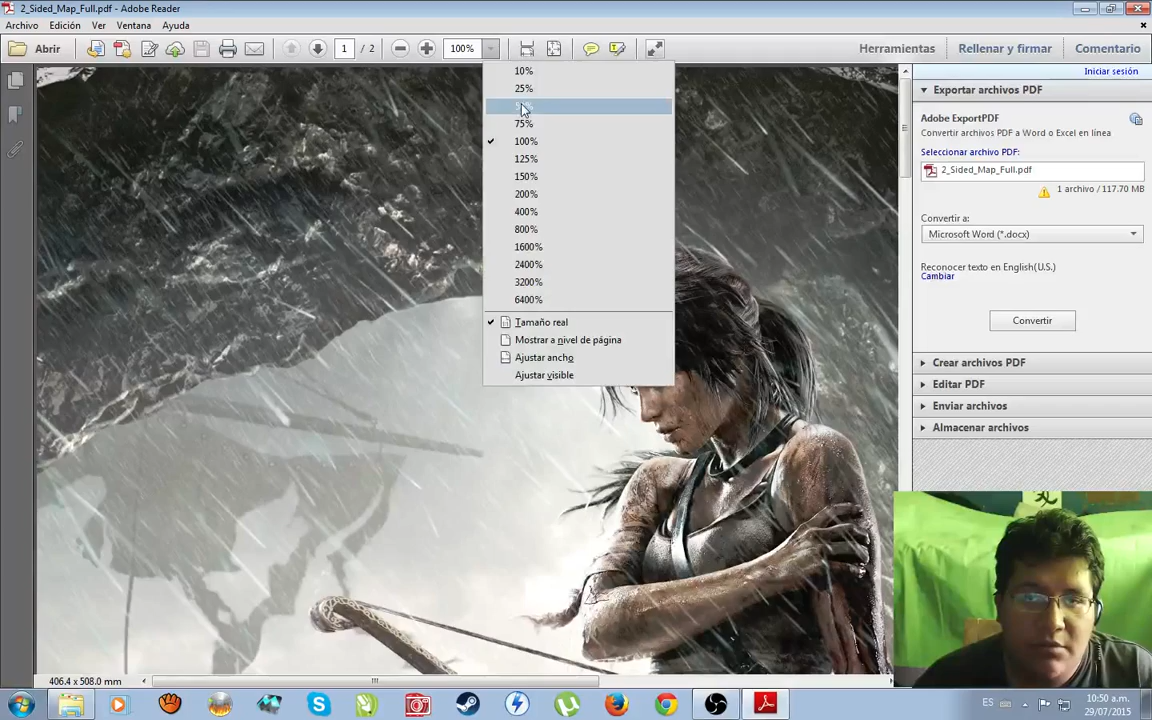 2_Sided_Map_Full.pdf - Adobe Reader
Archivo Edición Ver Ventana Ayuda
Abrir 1 / 2 100% Herramientas Rellenar y firmar Comentario
10%
25%
50%
75%
100%
125%
150%
200%
400%
800%
1600%
2400%
3200%
6400%
Tamaño real
Mostrar a nivel de página
Ajustar ancho
Ajustar visible
Iniciar sesión
Exportar archivos PDF
Adobe ExportPDF
Convertir archivos PDF a Word o Excel en línea
Seleccionar archivo PDF:
2_Sided_Map_Full.pdf
1 archivo / 117.70 MB
Convertir a:
Microsoft Word (*.docx)
Reconocer texto en English(U.S.)
Cambiar
Convertir
Crear archivos PDF
Editar PDF
Enviar archivos
Almacenar archivos
406.4 x 508.0 mm
ES
10:50 a.m.
29/07/2015